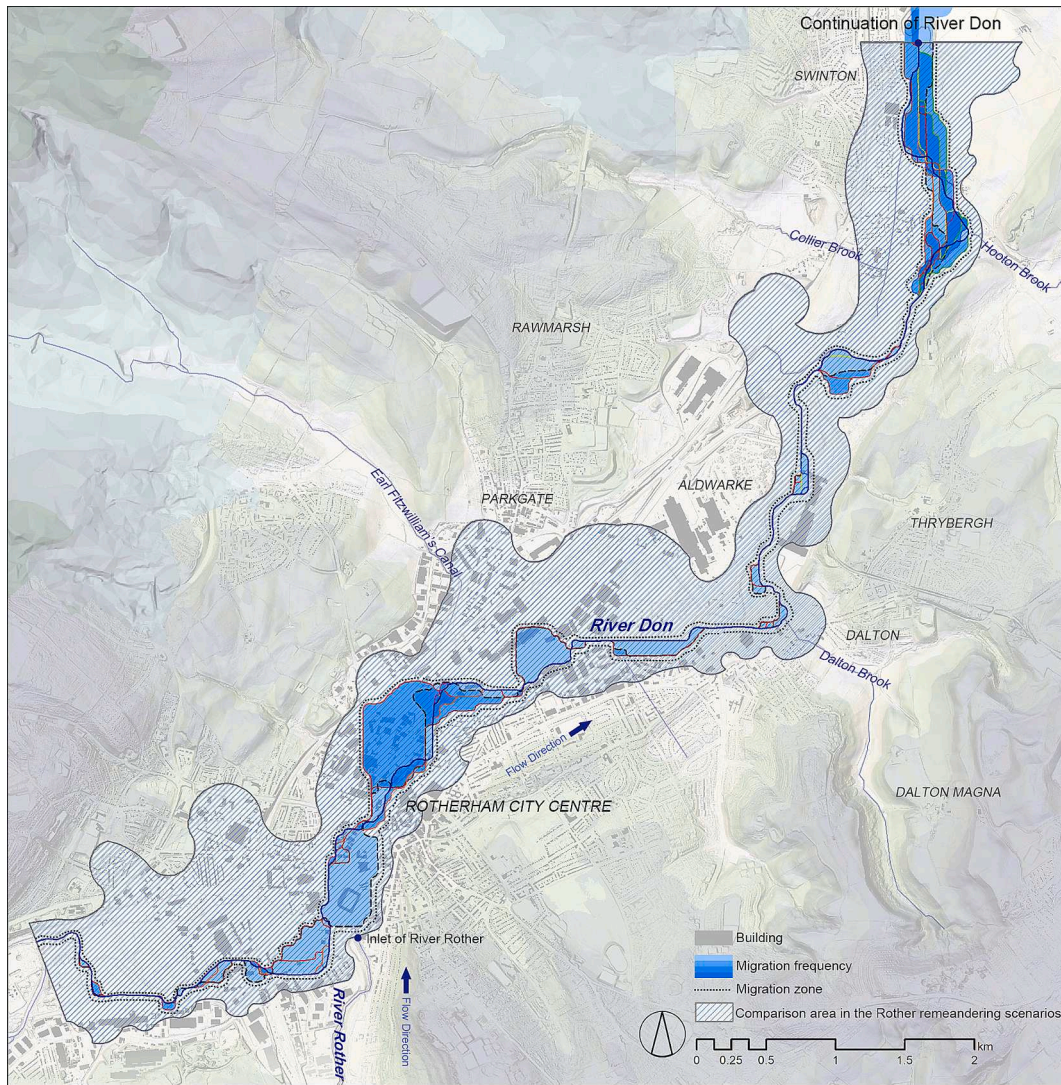 Continuation of River Don
SWINTON
Collier Brook
Hooton Brook
RAWMARSH
Earl Fitzwilliam's Canal
PARKGATE
ALDWARKE
THRYBERGH
River Don
DALTON
Dalton Brook
Flow Direction
DALTON MAGNA
ROTHERHAM CITY CENTRE
Inlet of River Rother
River Rother
Flow Direction
Building
Migration frequency
Migration zone
Comparison area in the Rother remeandering scenarios
km
0 0.25 0.5 1 1.5 2